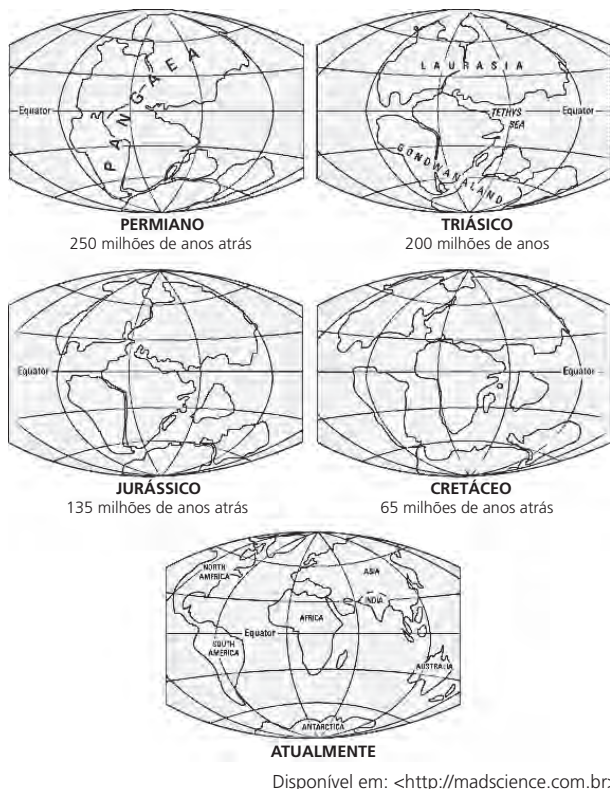 PANGAEA
Equator
PERMIANO
250 milhões de anos atrás
LAURASIA
TETHYS
SEA
Equator
GONDWANALAND
TRIÁSICO
200 milhões de anos
Equator
JURÁSSICO
135 milhões de anos atrás
Equator
CRETÁCEO
65 milhões de anos atrás
NORTH
AMERICA
ASIA
INDIA
AFRICA
Equator
SOUTH
AMERICA
AUSTRALIA
ANTARCTICA
ATUALMENTE
Disponível em: <http://madscience.com.br>